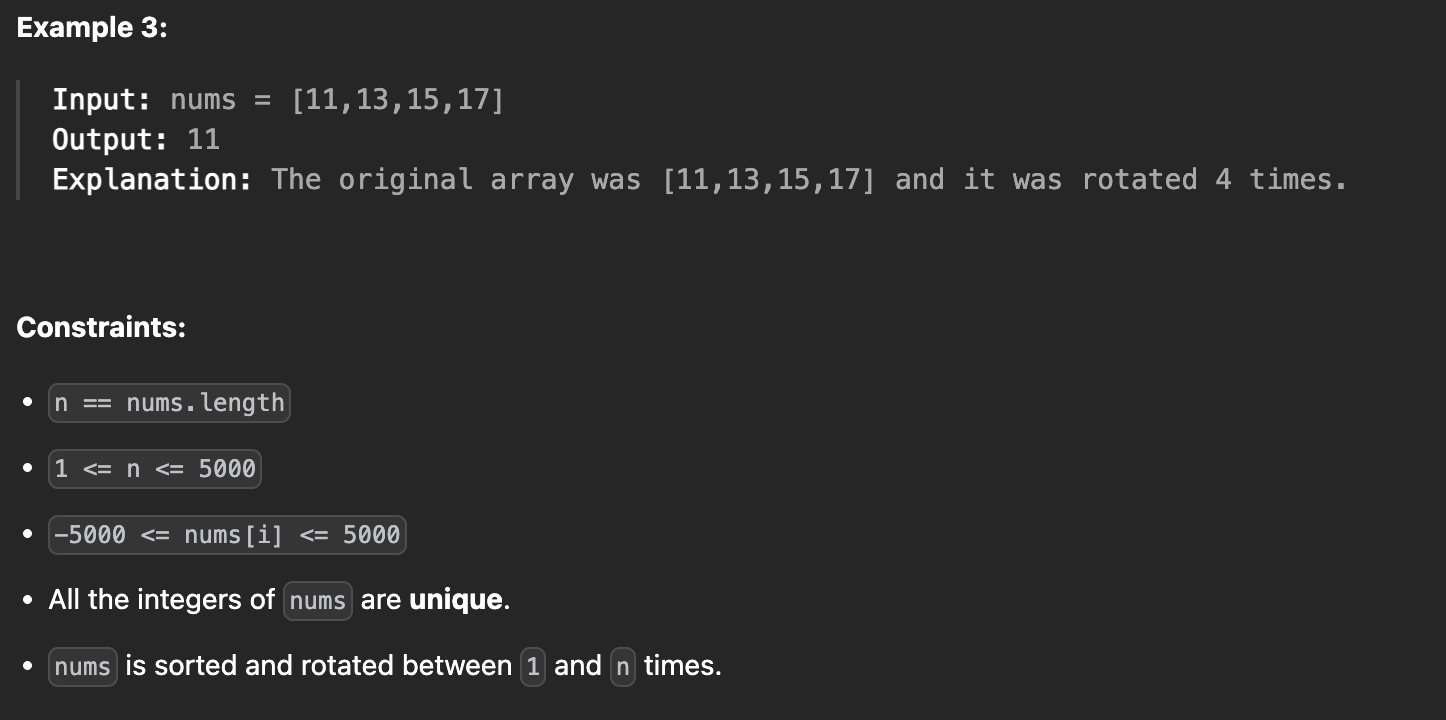 Example 3:
Input: nums = [11,13,15,17]
Output: 11
Explanation: The original array was [11,13,15,17] and it was rotated 4 times.
Constraints:
• n == nums.length
• 1 <= n <= 5000
• -5000 <= nums[i] <= 5000
• All the integers of nums are unique.
• nums is sorted and rotated between 1 and n times.